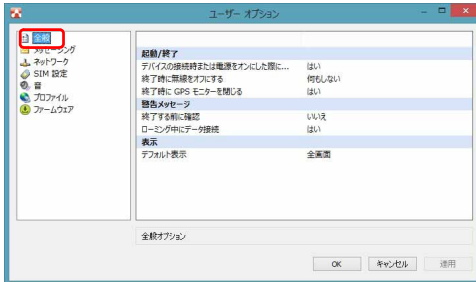 ユーザー オプション
全般
メッセージング
ネットワーク
SIM 設定
音
プロファイル
ファームウェア
起動/終了
デバイスの接続時または電源をオンにした際に... はい
終了時に無線をオフにする 何もしない
終了時に GPS モニターを閉じる はい
警告メッセージ
終了する前に確認 いいえ
ローミング中にデータ接続 はい
表示
デフォルト表示 全画面
全般オプション
OK キャンセル 適用